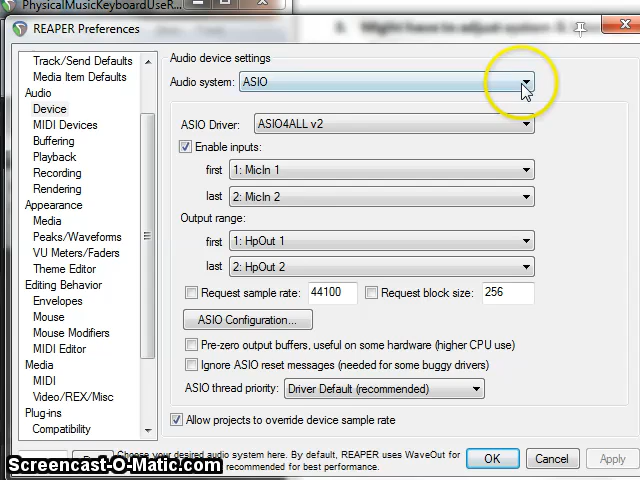 PhysicalMusicKeyboardUseR...
REAPER Preferences
Track/Send Defaults
Media Item Defaults
Audio
Device
MIDI Devices
Buffering
Playback
Recording
Rendering
Appearance
Media
Peaks/Waveforms
VU Meters/Faders
Theme Editor
Editing Behavior
Envelopes
Mouse
Mouse Modifiers
MIDI Editor
Media
MIDI
Video/REX/Misc
Plug-ins
Compatibility
Audio device settings
Audio system: ASIO
ASIO Driver: ASIO4ALL v2
Enable inputs:
first 1: MicIn 1
last 2: MicIn 2
Output range:
first 1: HpOut 1
last 2: HpOut 2
Request sample rate: 44100 Request block size: 256
ASIO Configuration...
Pre-zero output buffers, useful on some hardware (higher CPU use)
Ignore ASIO reset messages (needed for some buggy drivers)
ASIO thread priority: Driver Default (recommended)
Allow projects to override device sample rate
Choose your desired audio system here. By default, REAPER uses WaveOut for
recommended for best performance.
OK Cancel Apply
Screencast-O-Matic.com